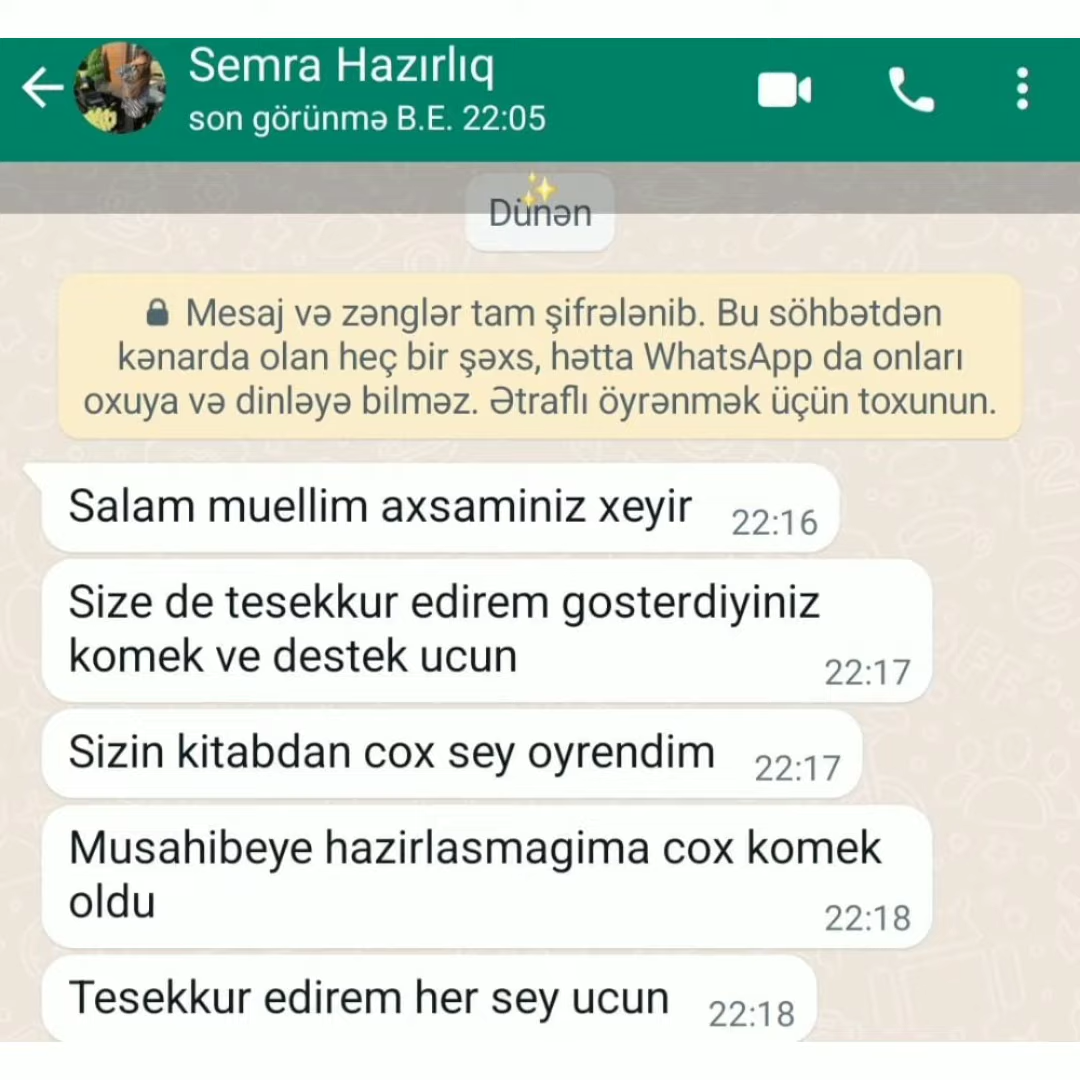 Semra Hazırlıq
son görünmə B.E. 22:05
Dünən
Mesaj və zənglər tam şifrələnib. Bu söhbətdən
kənarda olan heç bir şəxs, hətta WhatsApp da onları
oxuya və dinləyə bilməz. Ətraflı öyrənmək üçün toxunun.
Salam muellim axsaminiz xeyir 22:16
Size de tesekkur edirem gosterdiyiniz
komek ve destek ucun 22:17
Sizin kitabdan cox sey oyrendim 22:17
Musahibeye hazirlasmagima cox komek
oldu 22:18
Tesekkur edirem her sey ucun 22:18